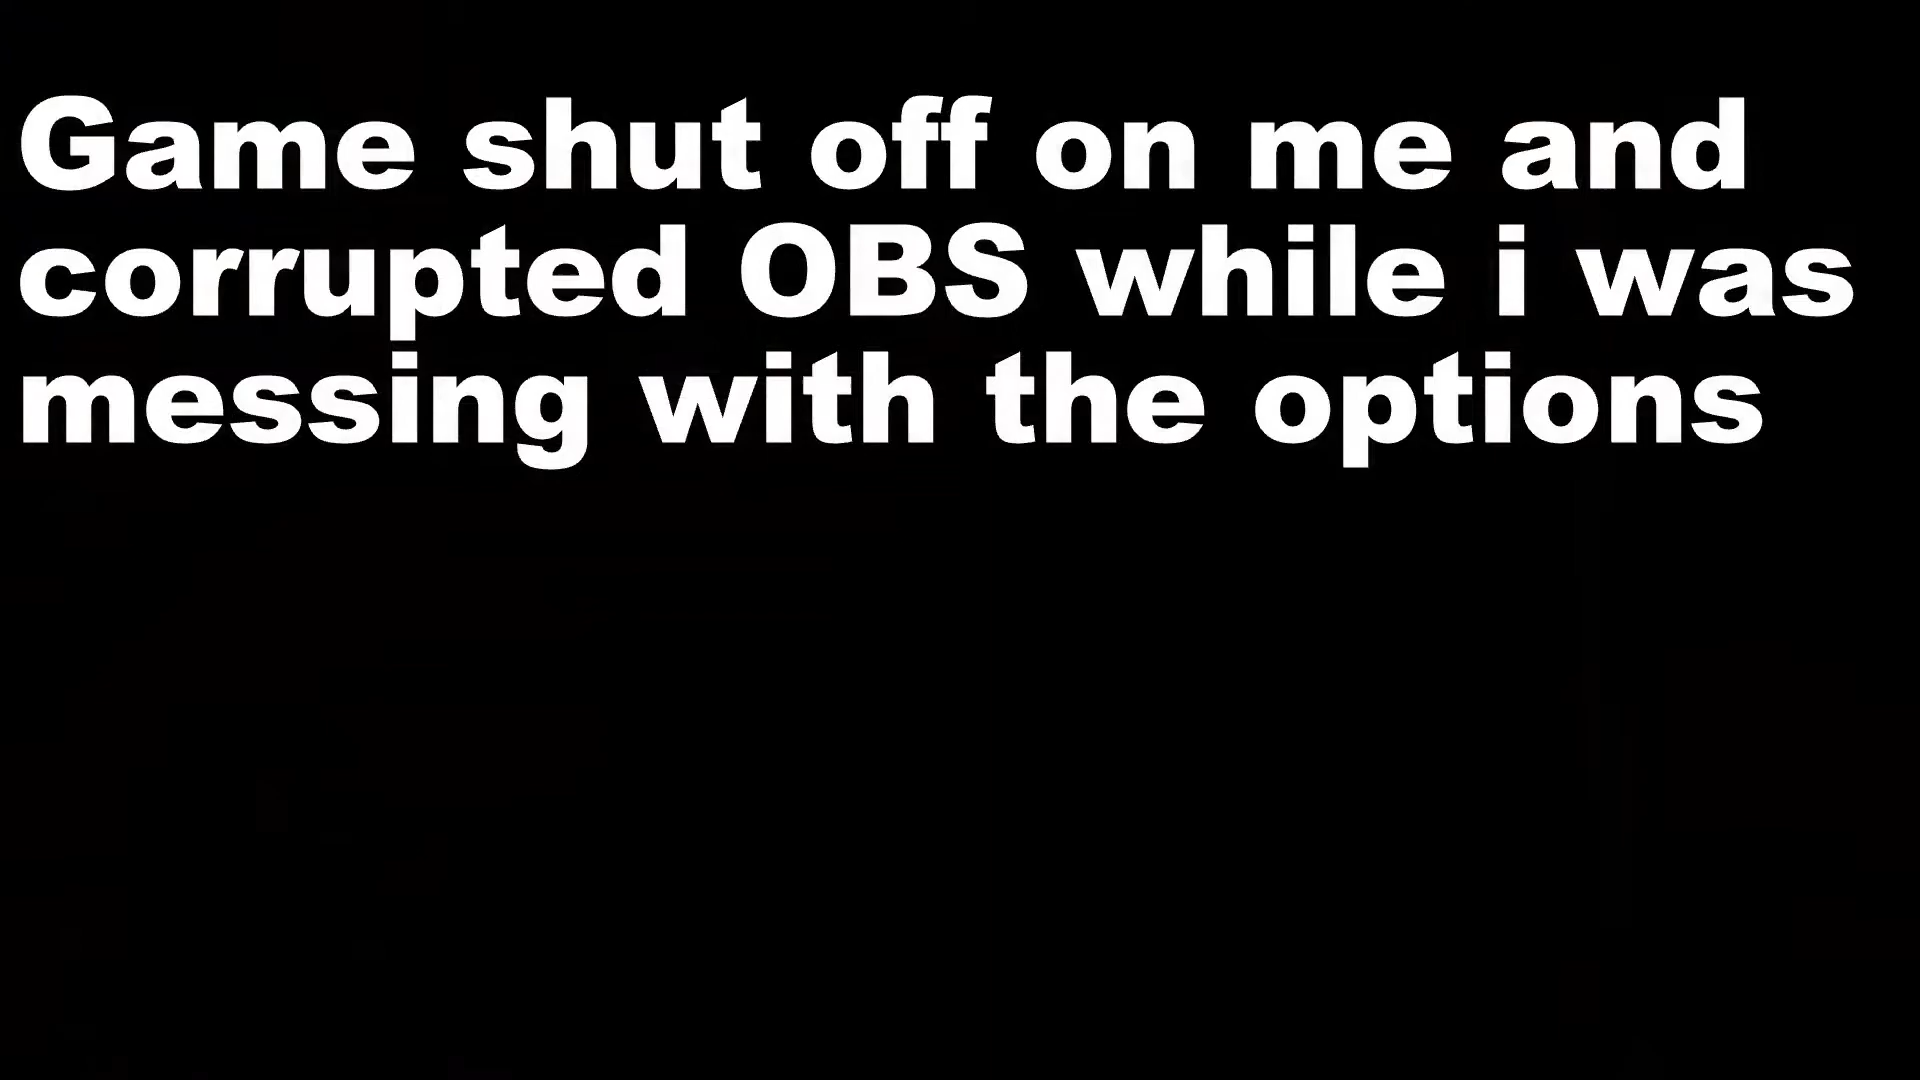 Game shut off on me and
corrupted OBS while i was
messing with the options